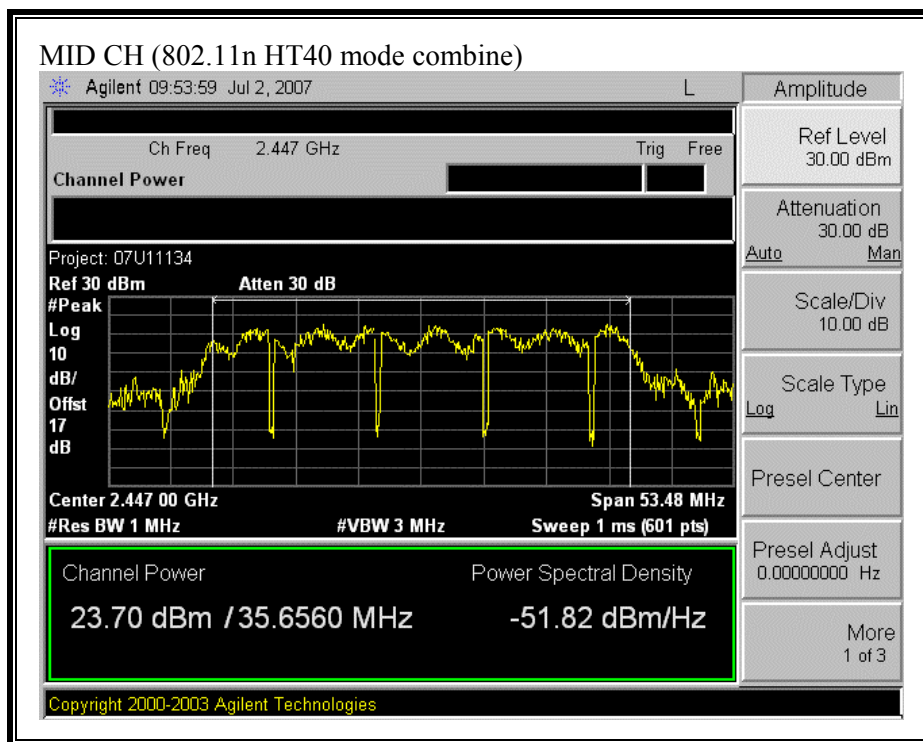 MID CH (802.11n HT40 mode combine)
Agilent 09:53:59 Jul 2, 2007 L
Amplitude
Ch Freq 2.447 GHz Trig Free
Channel Power
Project: 07U11134
Ref 30 dBm Atten 30 dB
#Peak
Log
10
dB/
Offst
17
dB
Center 2.447 00 GHz Span 53.48 MHz
#Res BW 1 MHz #VBW 3 MHz Sweep 1 ms (601 pts)
Channel Power Power Spectral Density
23.70 dBm / 35.6560 MHz -51.82 dBm/Hz
Copyright 2000-2003 Agilent Technologies
Ref Level
30.00 dBm
Attenuation
30.00 dB
Auto Man
Scale/Div
10.00 dB
Scale Type
Log Lin
Presel Center
Presel Adjust
0.00000000 Hz
More
1 of 3